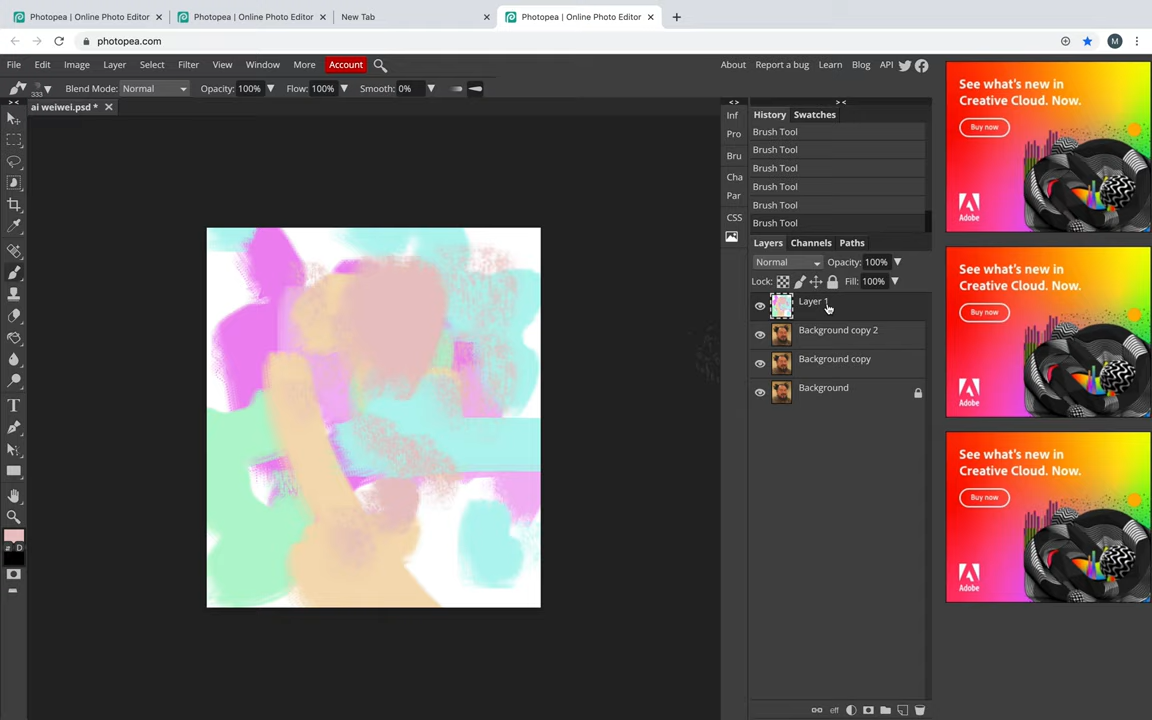 Photopea | Online Photo Editor
Photopea | Online Photo Editor
New Tab
Photopea | Online Photo Editor
photopea.com
M
File Edit Image Layer Select Filter View Window More Account
About Report a bug Learn Blog API
333 Blend Mode: Normal Opacity: 100% Flow: 100% Smooth: 0%
ai weiwei.psd *
Inf
Pro
Bru
Cha
Par
CSS
History Swatches
Brush Tool
Brush Tool
Brush Tool
Brush Tool
Brush Tool
Brush Tool
Layers Channels Paths
Normal Opacity: 100%
Lock: Fill: 100%
Layer 1
Background copy 2
Background copy
Background
D
eff
See what's new in
Creative Cloud. Now.
Buy now
Adobe
See what's new in
Creative Cloud. Now.
Buy now
Adobe
See what's new in
Creative Cloud. Now.
Buy now
Adobe